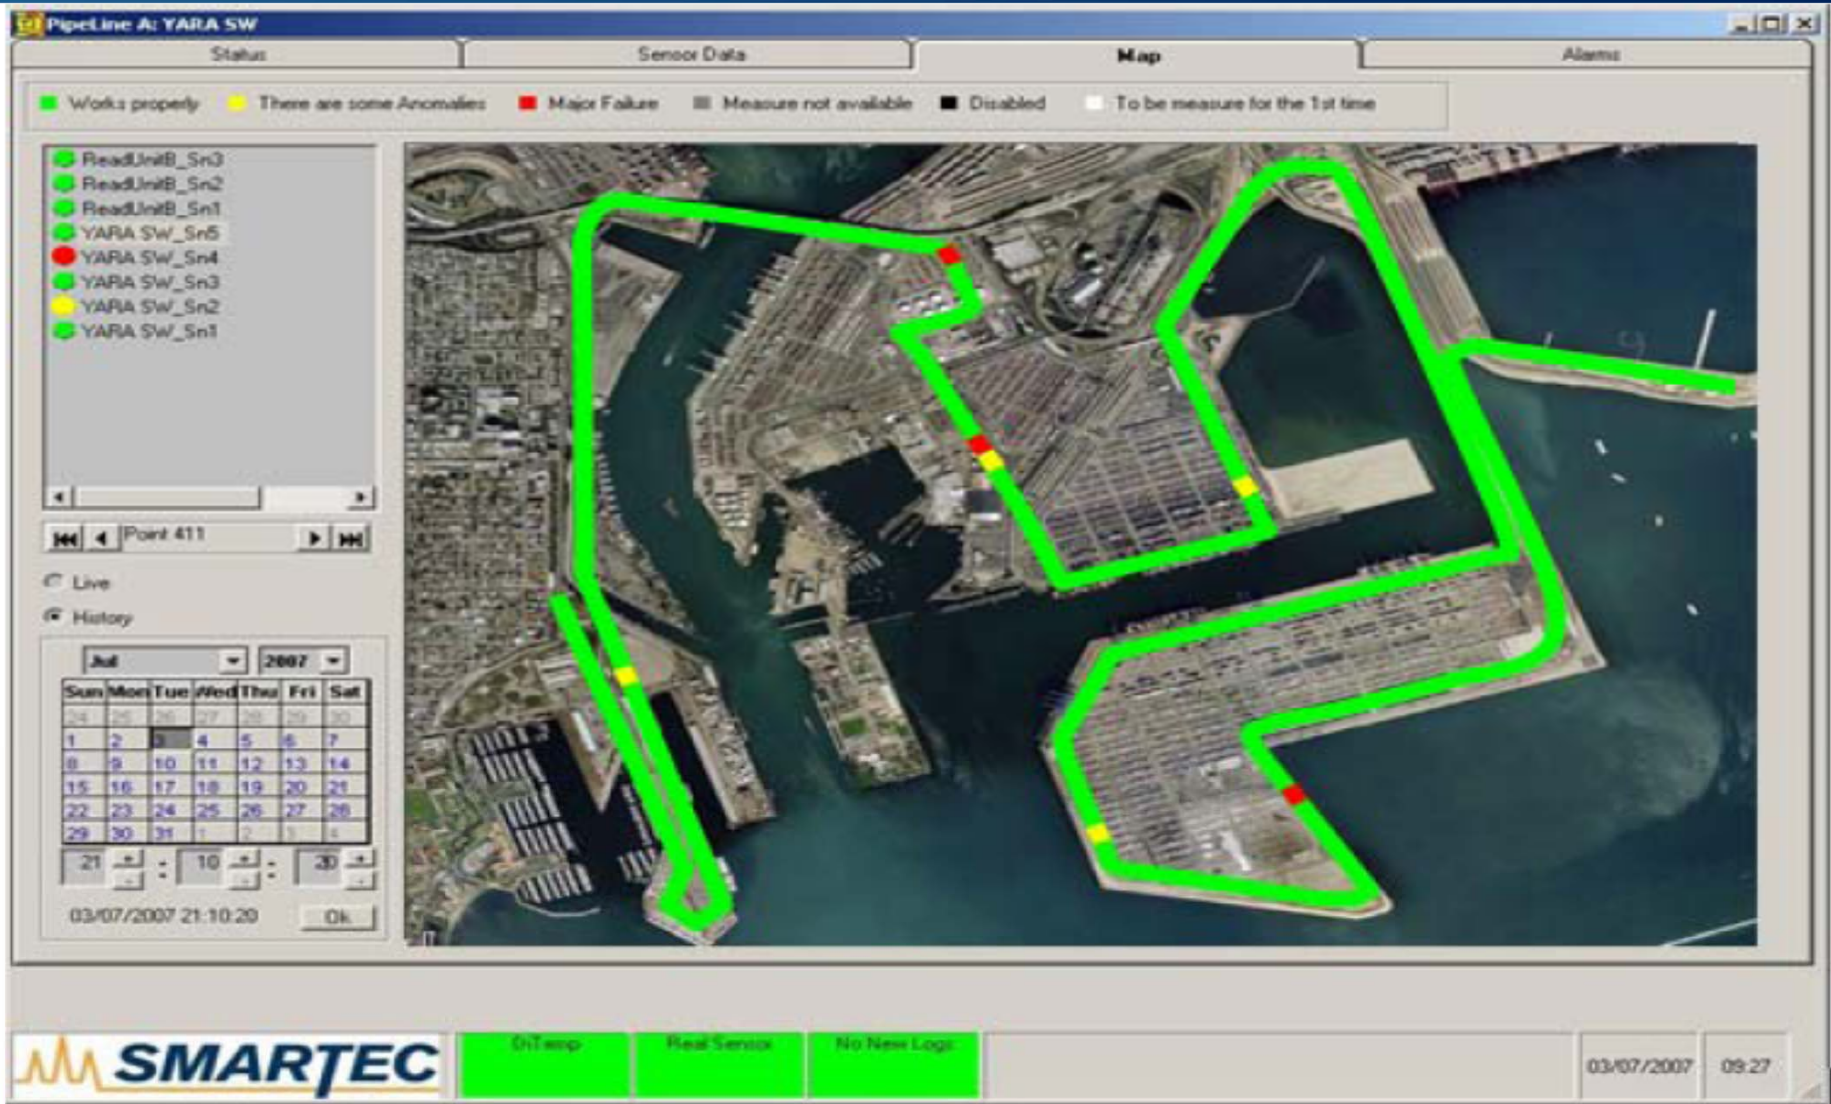 PipeLine A: YARA SW
Status Sensor Data Map Alarms
Works properly There are some Anomalies Major Failure Measure not available Disabled To be measure for the 1st time
ReadUnitB_Sn3
ReadUnitB_Sn2
ReadUnitB_Sn1
YARA SW_Sn5
YARA SW_Sn4
YARA SW_Sn3
YARA SW_Sn2
YARA SW_Sn1
Point 411
Live
History
Jul 2007
Sun Mon Tue Wed Thu Fri Sat
24 25 26 27 28 29 30
1 2 3 4 5 6 7
8 9 10 11 12 13 14
15 16 17 18 19 20 21
22 23 24 25 26 27 28
29 30 31 1 2 3 4
21 + : 10 + : 20 +
- - -
03/07/2007 21:10:20 Ok
SMARTEC DiTemp Real Sensor No New Logs 03/07/2007 09:27